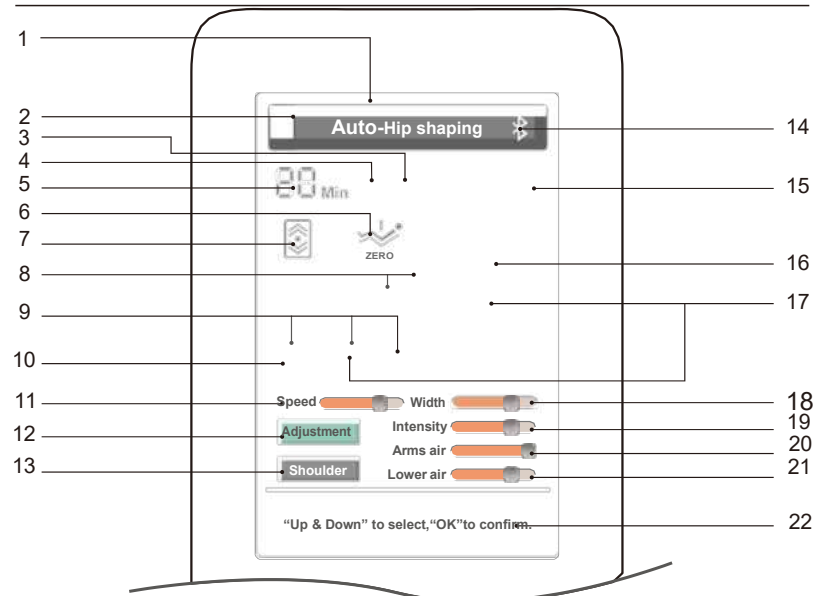 1
2
Auto-Hip shaping
14
3
4
5
20 Min
15
6
7
ZERO
16
8
17
9
10
11
Speed
Width
18
12
Adjustment
Intensity
19
Arms air
20
13
Shoulder
Lower air
21
“Up & Down” to select,“OK”to confirm.
22